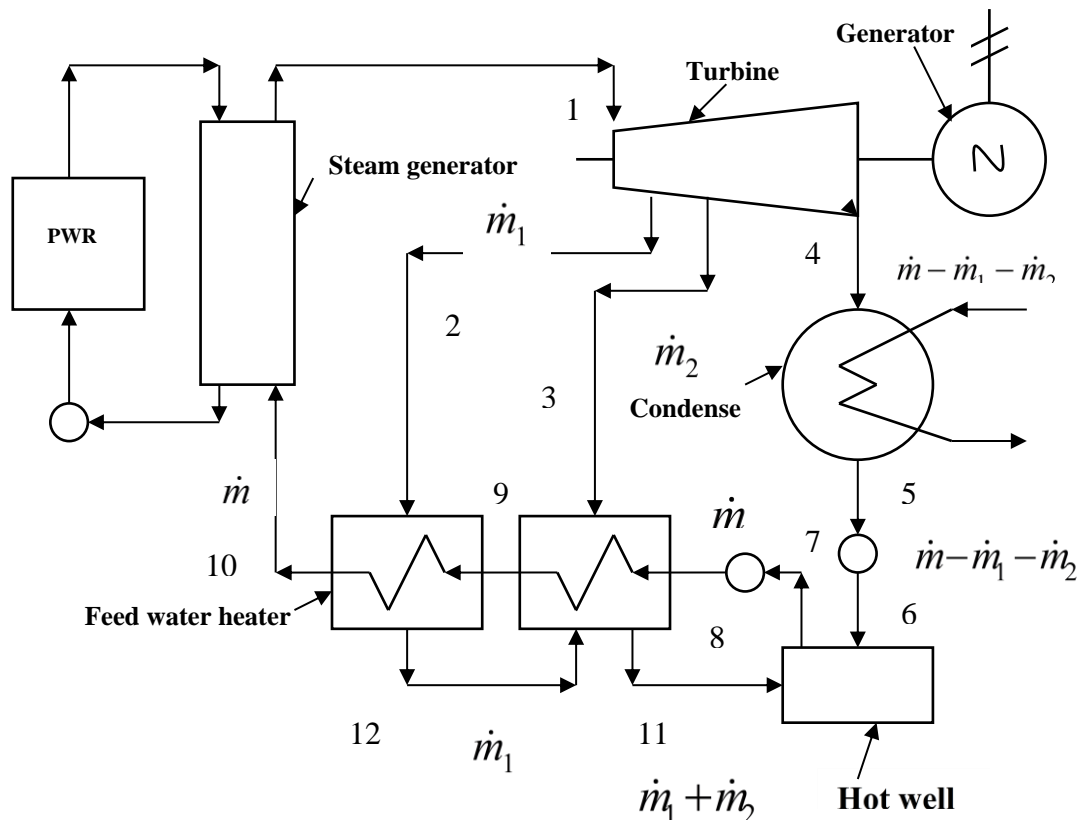 Generator
Turbine
1
Steam generator
PWR
ṁ₁
4
ṁ − ṁ₁ − ṁ₂
2
ṁ₂
3
Condense
9
5
ṁ
ṁ
7
ṁ − ṁ₁ − ṁ₂
10
Feed water heater
6
8
12
ṁ₁
11
ṁ₁ + ṁ₂
Hot well